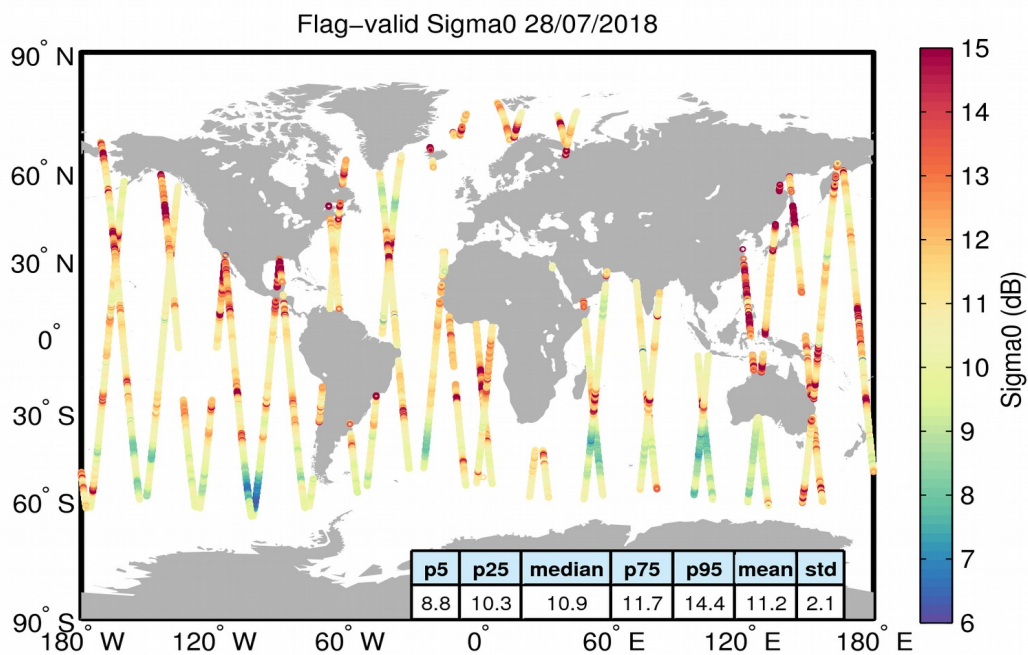 Flag−valid Sigma0 28/07/2018
90° N
60° N
30° N
0°
30° S
60° S
90° S
180° W
120° W
60° W
0°
60° E
120° E
180° E
p5 p25 median p75 p95 mean std
8.8 10.3 10.9 11.7 14.4 11.2 2.1
15
14
13
12
11
10
9
8
7
6
Sigma0 (dB)